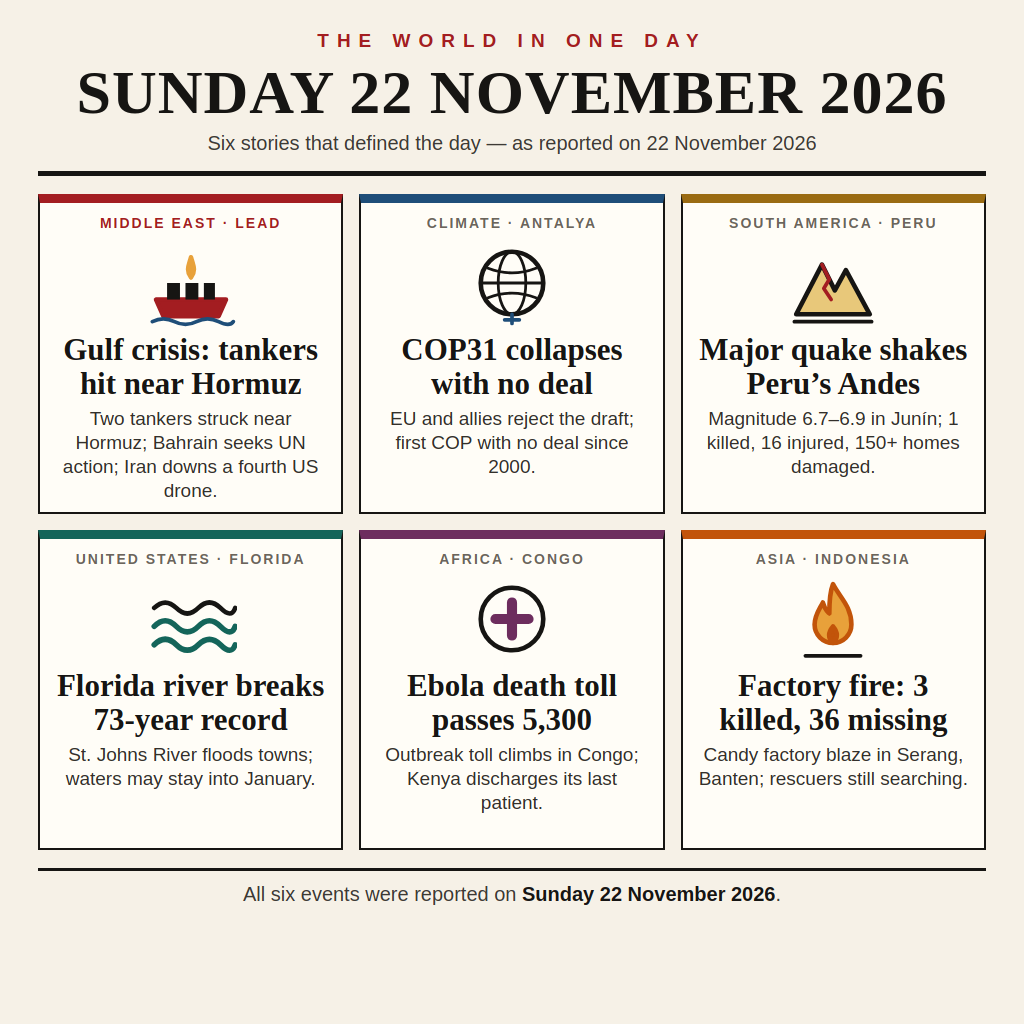 THE WORLD IN ONE DAY
SUNDAY 22 NOVEMBER 2026
Six stories that defined the day — as reported on 22 November 2026
MIDDLE EAST · LEAD
Gulf crisis: tankers
hit near Hormuz
Two tankers struck near
Hormuz; Bahrain seeks UN
action; Iran downs a fourth US
drone.
CLIMATE · ANTALYA
COP31 collapses
with no deal
EU and allies reject the draft;
first COP with no deal since
2000.
SOUTH AMERICA · PERU
Major quake shakes
Peru’s Andes
Magnitude 6.7–6.9 in Junín; 1
killed, 16 injured, 150+ homes
damaged.
UNITED STATES · FLORIDA
Florida river breaks
73-year record
St. Johns River floods towns;
waters may stay into January.
AFRICA · CONGO
Ebola death toll
passes 5,300
Outbreak toll climbs in Congo;
Kenya discharges its last
patient.
ASIA · INDONESIA
Factory fire: 3
killed, 36 missing
Candy factory blaze in Serang,
Banten; rescuers still searching.
All six events were reported on Sunday 22 November 2026.